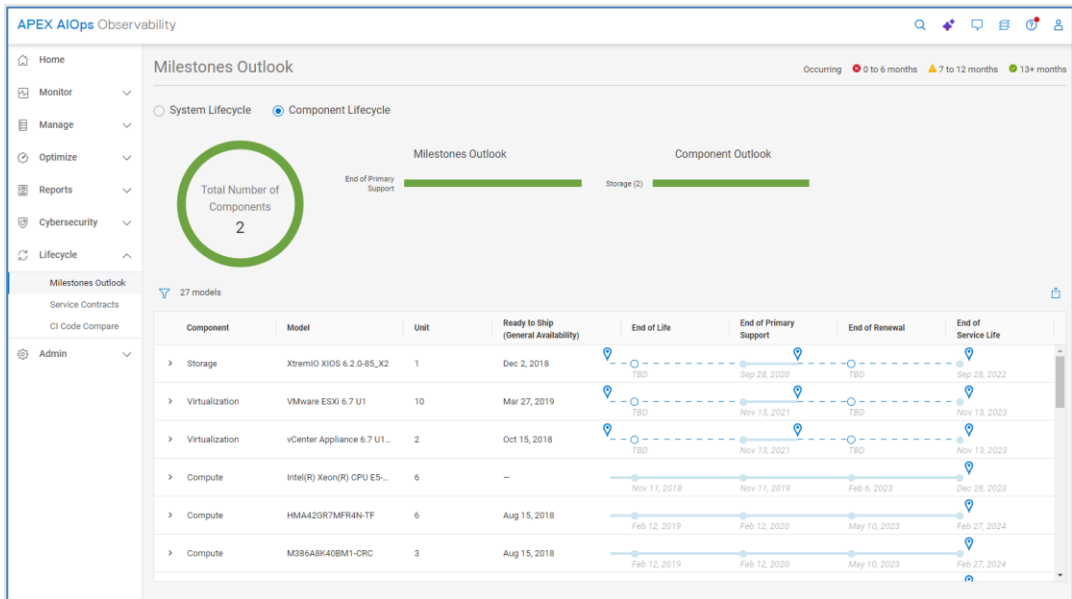 APEX AIOps Observability
Home
Monitor
Manage
Optimize
Reports
Cybersecurity
Lifecycle
Milestones Outlook
Service Contracts
CI Code Compare
Admin
Milestones Outlook
Occurring 0 to 6 months 7 to 12 months 13+ months
System Lifecycle Component Lifecycle
Total Number of
Components
2
Milestones Outlook
End of Primary
Support
Component Outlook
Storage (2)
27 models
Component Model Unit Ready to Ship (General Availability) End of Life End of Primary Support End of Renewal End of Service Life
Storage XtremIO XIOS 6.2.0-85_X2 1 Dec 2, 2018 TBD Sep 28, 2020 TBD Sep 28, 2022
Virtualization VMware ESXi 6.7 U1 10 Mar 27, 2019 TBD Nov 13, 2021 TBD Nov 13, 2023
Virtualization vCenter Appliance 6.7 U1... 2 Oct 15, 2018 TBD Nov 13, 2021 TBD Nov 13, 2023
Compute Intel(R) Xeon(R) CPU E5-... 6 – Nov 11, 2018 Nov 11, 2019 Feb 6, 2023 Dec 28, 2023
Compute HMA42GR7MFR4N-TF 6 Aug 15, 2018 Feb 12, 2019 Feb 12, 2020 May 10, 2023 Feb 27, 2024
Compute M386A8K40BM1-CRC 3 Aug 15, 2018 Feb 12, 2019 Feb 12, 2020 May 10, 2023 Feb 27, 2024